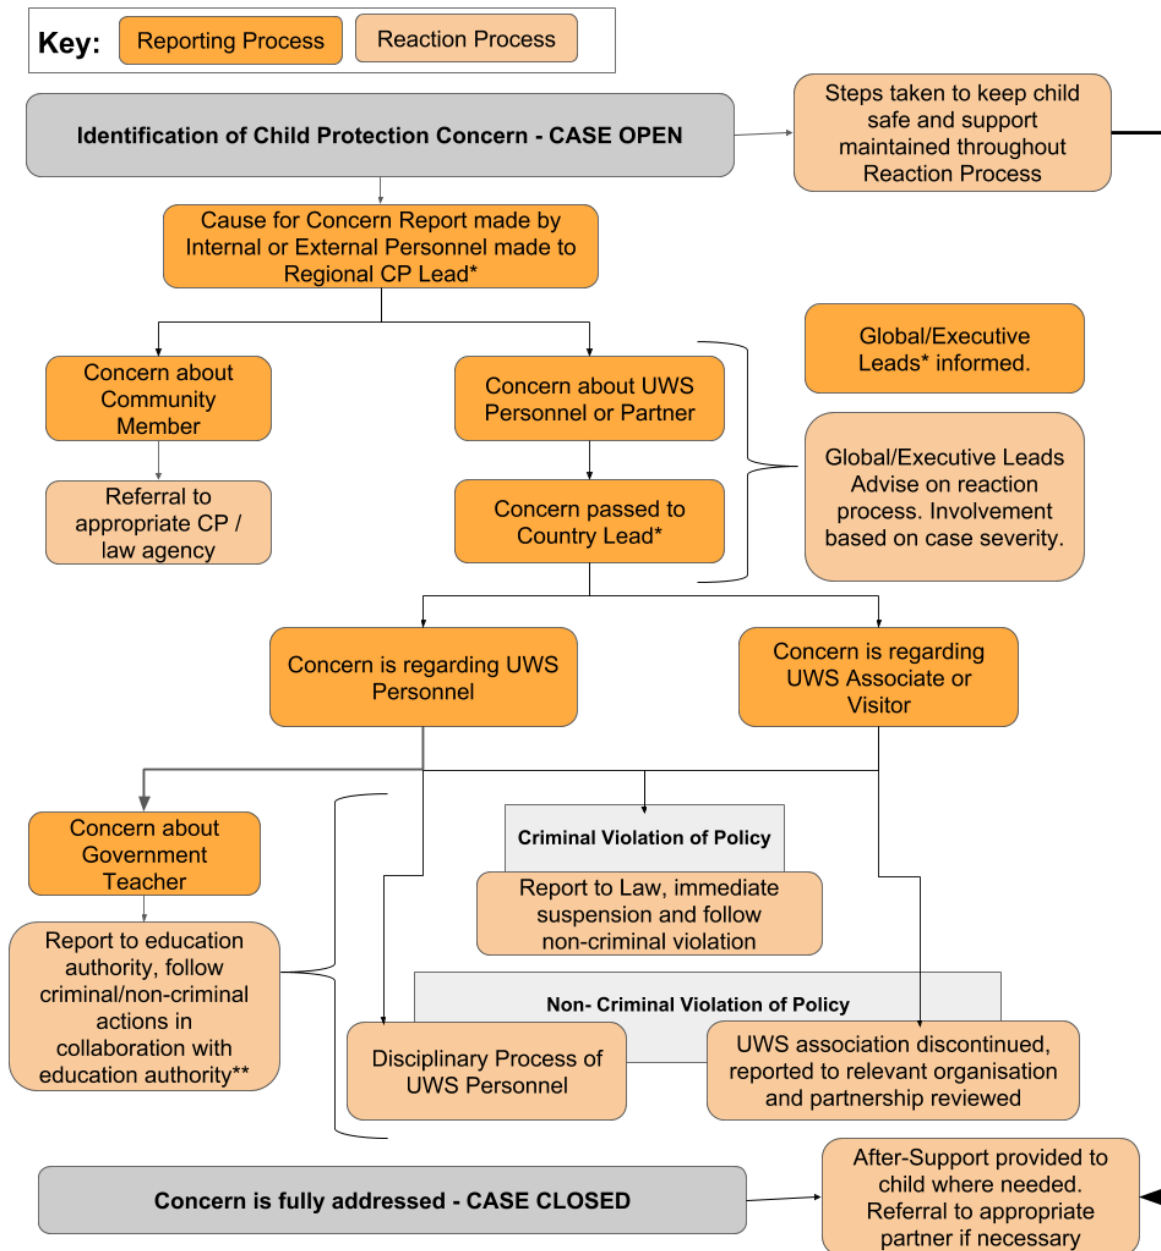 Key:
Reporting Process
Reaction Process
Identification of Child Protection Concern - CASE OPEN
Steps taken to keep child
safe and support
maintained throughout
Reaction Process
Cause for Concern Report made by
Internal or External Personnel made to
Regional CP Lead*
Concern about
Community
Member
Concern about UWS
Personnel or Partner
Global/Executive
Leads* informed.
Referral to
appropriate CP /
law agency
Concern passed to
Country Lead*
Global/Executive Leads
Advise on reaction
process. Involvement
based on case severity.
Concern is regarding UWS
Personnel
Concern is regarding
UWS Associate or
Visitor
Concern about
Government
Teacher
Criminal Violation of Policy
Report to Law, immediate
suspension and follow
non-criminal violation
Report to education
authority, follow
criminal/non-criminal
actions in
collaboration with
education authority**
Non- Criminal Violation of Policy
Disciplinary Process of
UWS Personnel
UWS association discontinued,
reported to relevant organisation
and partnership reviewed
Concern is fully addressed - CASE CLOSED
After-Support provided to
child where needed.
Referral to appropriate
partner if necessary